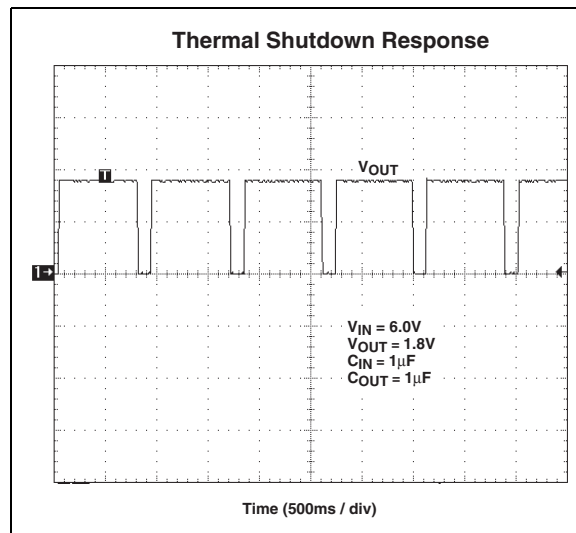 Thermal Shutdown Response
T
VOUT
1
VIN = 6.0V
VOUT = 1.8V
CIN = 1μF
COUT = 1μF
Time (500ms / div)